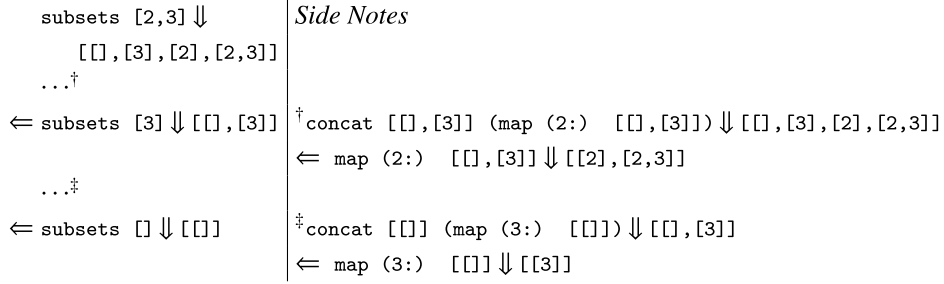 subsets [2,3]⇓
[[],[3],[2],[2,3]]
...†
⇐ subsets [3]⇓[[],[3]]
...‡
⇐ subsets []⇓[[]]
Side Notes
†concat [[],[3]] (map (2:) [[],[3]])⇓[[],[3],[2],[2,3]]
⇐ map (2:) [[],[3]]⇓[[2],[2,3]]
‡concat [[]] (map (3:) [[]])⇓[[],[3]]
⇐ map (3:) [[]]⇓[[3]]